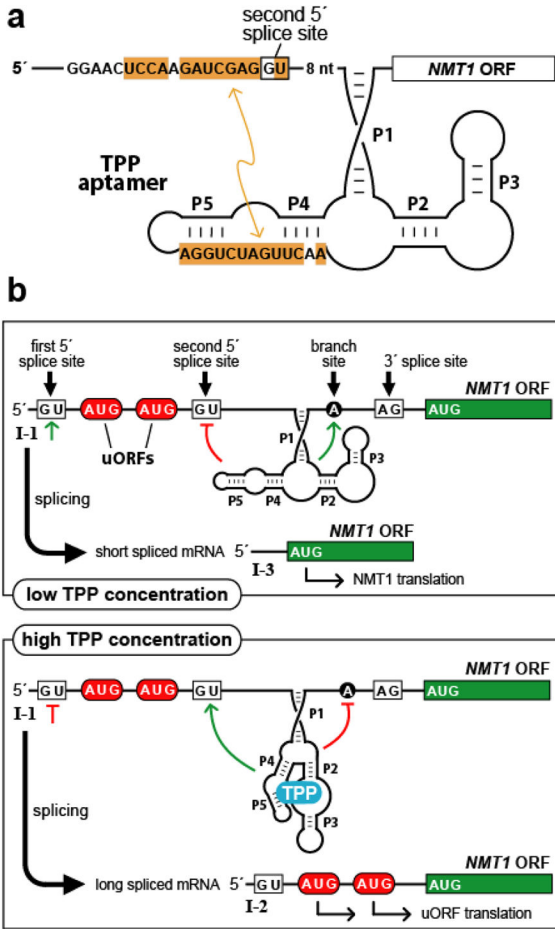 a
second 5´
splice site
5´ GGAACUCCAAGAUCGAG GU 8 nt NMT1 ORF
P1
P3
TPP
aptamer
P5 P4 P2
AGGUCUAGUUCAA
b
first 5´
splice site
second 5´
splice site
branch
site
3´ splice site
NMT1 ORF
5´ GU AUG AUG GU A AG AUG
I-1
uORFs
P1
P3
P5 P4 P2
splicing
NMT1 ORF
short spliced mRNA 5´ AUG
I-3
NMT1 translation
low TPP concentration
high TPP concentration
NMT1 ORF
5´ GU AUG AUG GU A AG AUG
I-1
P1
P4 P2
TPP
P5
P3
splicing
NMT1 ORF
long spliced mRNA 5´ GU AUG AUG AUG
I-2
uORF translation